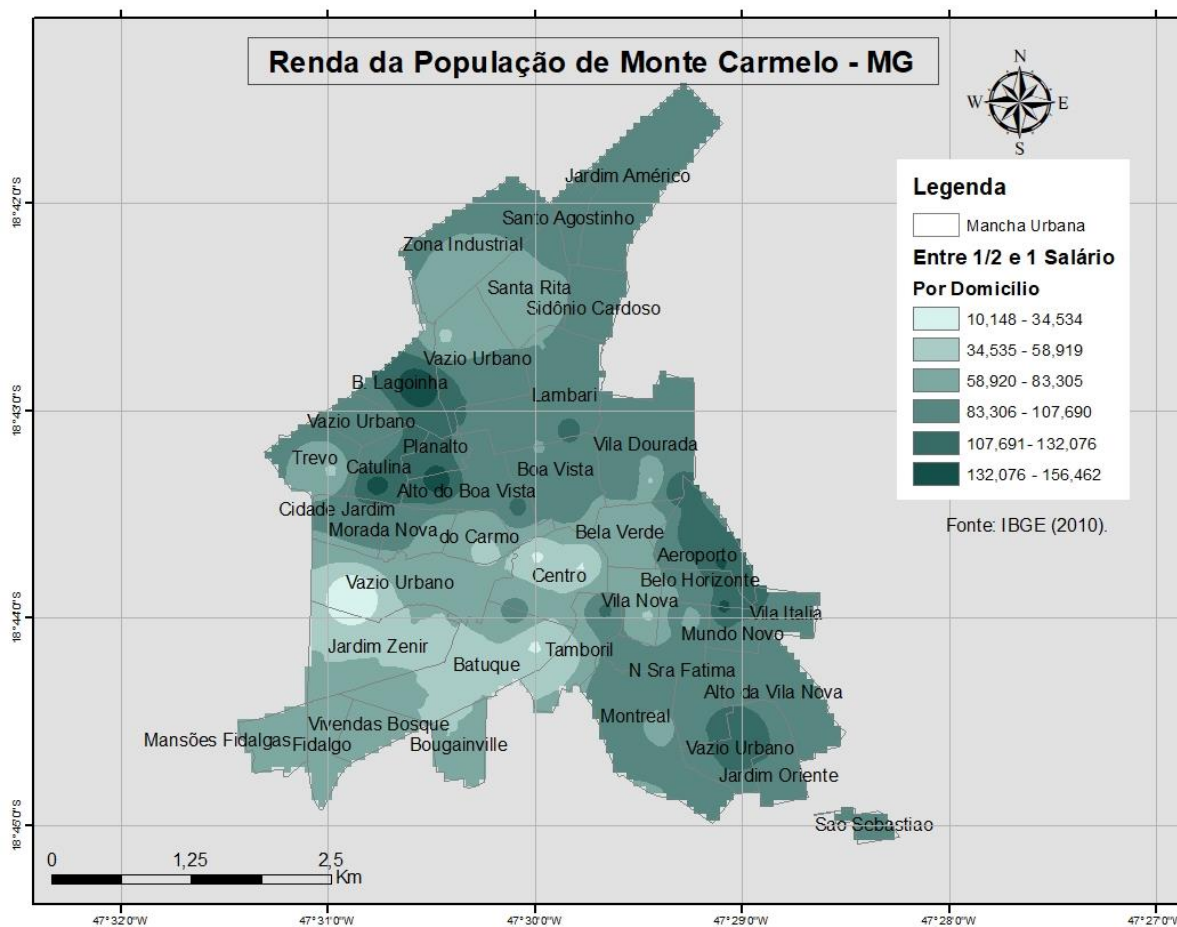 Renda da População de Monte Carmelo - MG
N
W E
S
Legenda
Mancha Urbana
Entre 1/2 e 1 Salário
Por Domicílio
10,148 - 34,534
34,535 - 58,919
58,920 - 83,305
83,306 - 107,690
107,691- 132,076
132,076 - 156,462
Fonte: IBGE (2010).
Jardim Américo
Santo Agostinho
Zona Industrial
Santa Rita
Sidônio Cardoso
Vazio Urbano
B. Lagoinha
Lambari
Vazio Urbano
Planalto
Vila Dourada
Trevo
Catulina
Boa Vista
Alto do Boa Vista
Cidade Jardim
Morada Nova
do Carmo
Bela Verde
Aeroporto
Centro
Vazio Urbano
Belo Horizonte
Vila Nova
Vila Italia
Mundo Novo
Jardim Zenir
Tamboril
Batuque
N Sra Fatima
Alto da Vila Nova
Montreal
Vivendas Bosque
Mansões Fidalgas
Fidalgo
Bougainville
Vazio Urbano
Jardim Oriente
Sao Sebastiao
18°42'0"S
18°43'0"S
18°44'0"S
18°45'0"S
0 1,25 2,5
Km
47°32'0"W 47°31'0"W 47°30'0"W 47°29'0"W 47°28'0"W 47°27'0"W